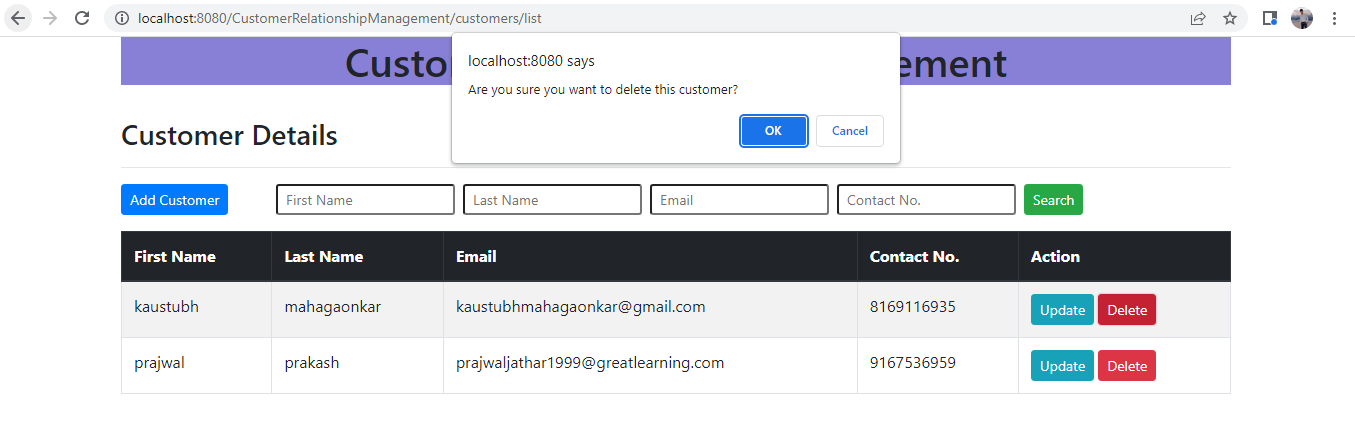 localhost:8080/CustomerRelationshipManagement/customers/list
localhost:8080 says
Are you sure you want to delete this customer?
OK Cancel
Customer Details
Add Customer First Name Last Name Email Contact No. Search
First Name Last Name Email Contact No. Action
kaustubh mahagaonkar kaustubhmahagaonkar@gmail.com 8169116935 Update Delete
prajwal prakash prajwaljathar1999@greatlearning.com 9167536959 Update Delete